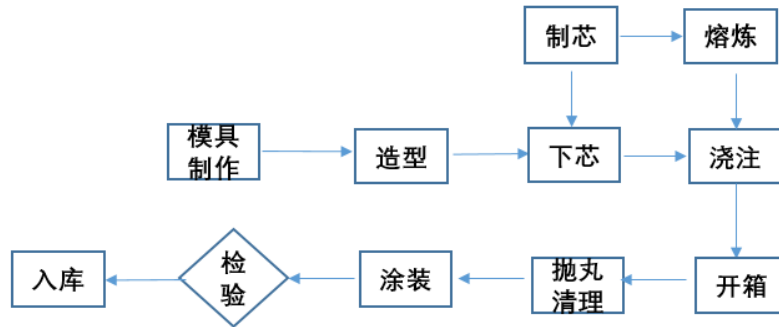 制芯
熔炼
模具
制作
造型
下芯
浇注
入库
检
验
涂装
抛丸
清理
开箱